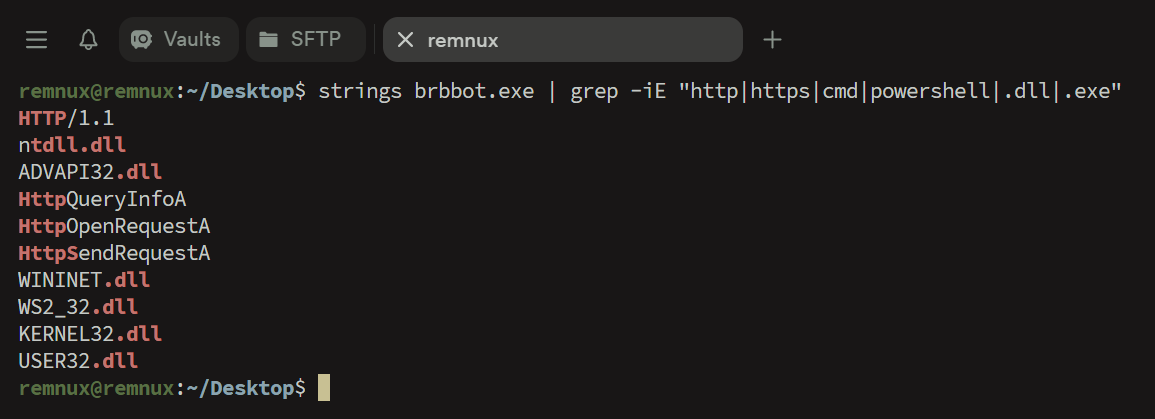 Vaults SFTP remnux
remnux@remnux:~/Desktop$ strings brbbot.exe | grep -iE "http|https|cmd|powershell|.dll|.exe"
HTTP/1.1
ntdll.dll
ADVAPI32.dll
HttpQueryInfoA
HttpOpenRequestA
HttpSendRequestA
WININET.dll
WS2_32.dll
KERNEL32.dll
USER32.dll
remnux@remnux:~/Desktop$